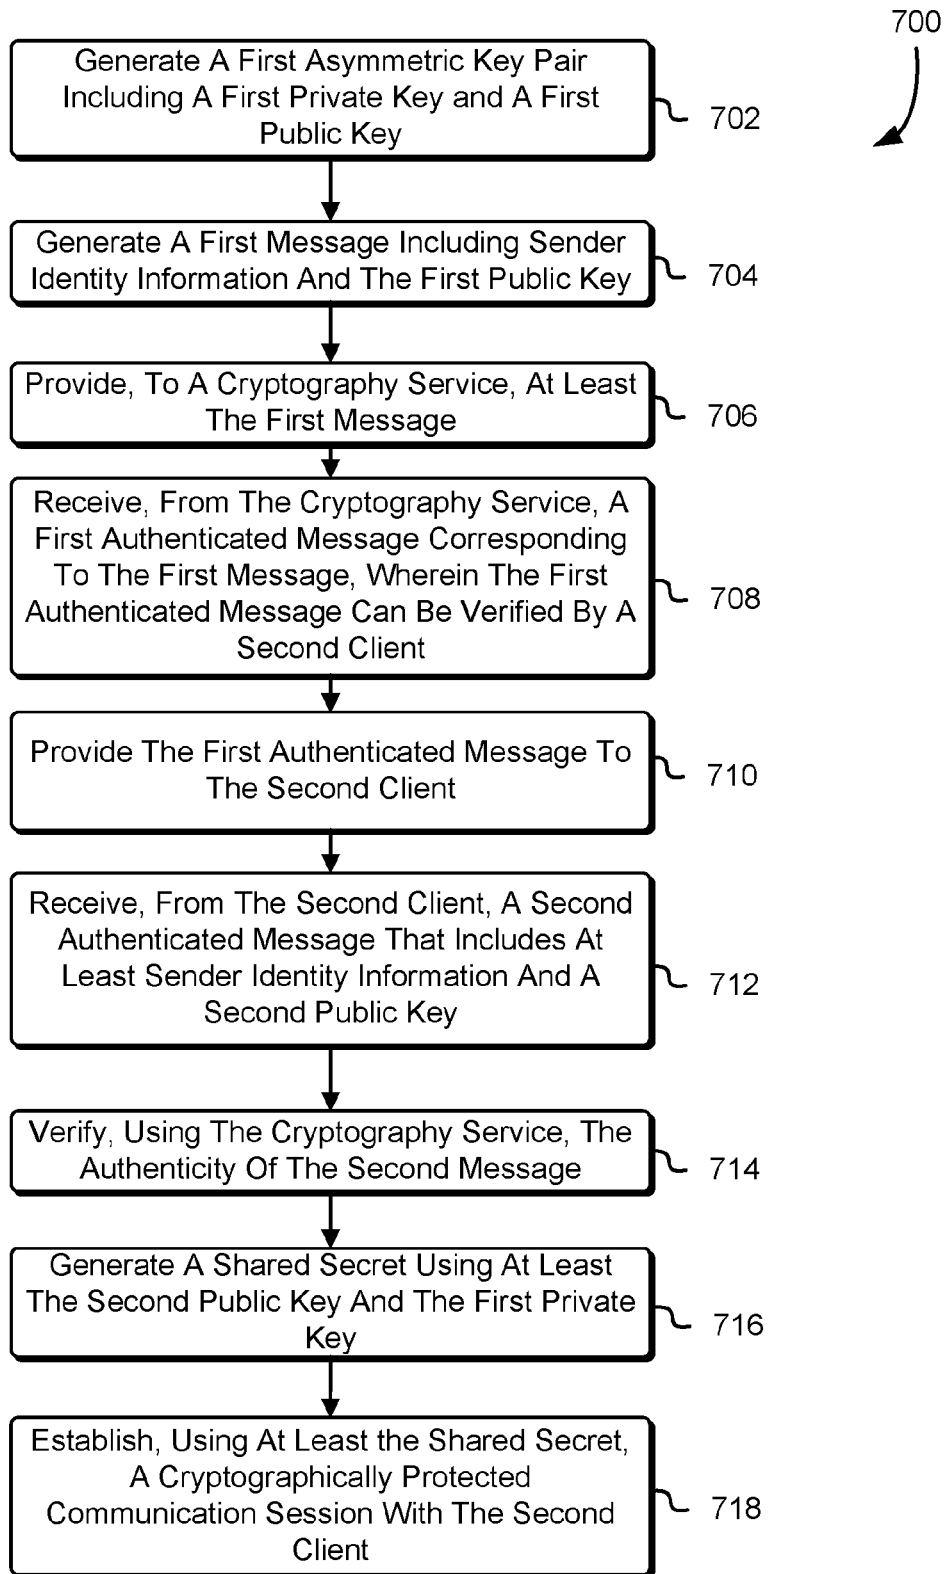 700
Generate A First Asymmetric Key Pair
Including A First Private Key and A First
Public Key
702
Generate A First Message Including Sender
Identity Information And The First Public Key
704
Provide, To A Cryptography Service, At Least
The First Message
706
Receive, From The Cryptography Service, A
First Authenticated Message Corresponding
To The First Message, Wherein The First
Authenticated Message Can Be Verified By A
Second Client
708
Provide The First Authenticated Message To
The Second Client
710
Receive, From The Second Client, A Second
Authenticated Message That Includes At
Least Sender Identity Information And A
Second Public Key
712
Verify, Using The Cryptography Service, The
Authenticity Of The Second Message
714
Generate A Shared Secret Using At Least
The Second Public Key And The First Private
Key
716
Establish, Using At Least the Shared Secret,
A Cryptographically Protected
Communication Session With The Second
Client
718